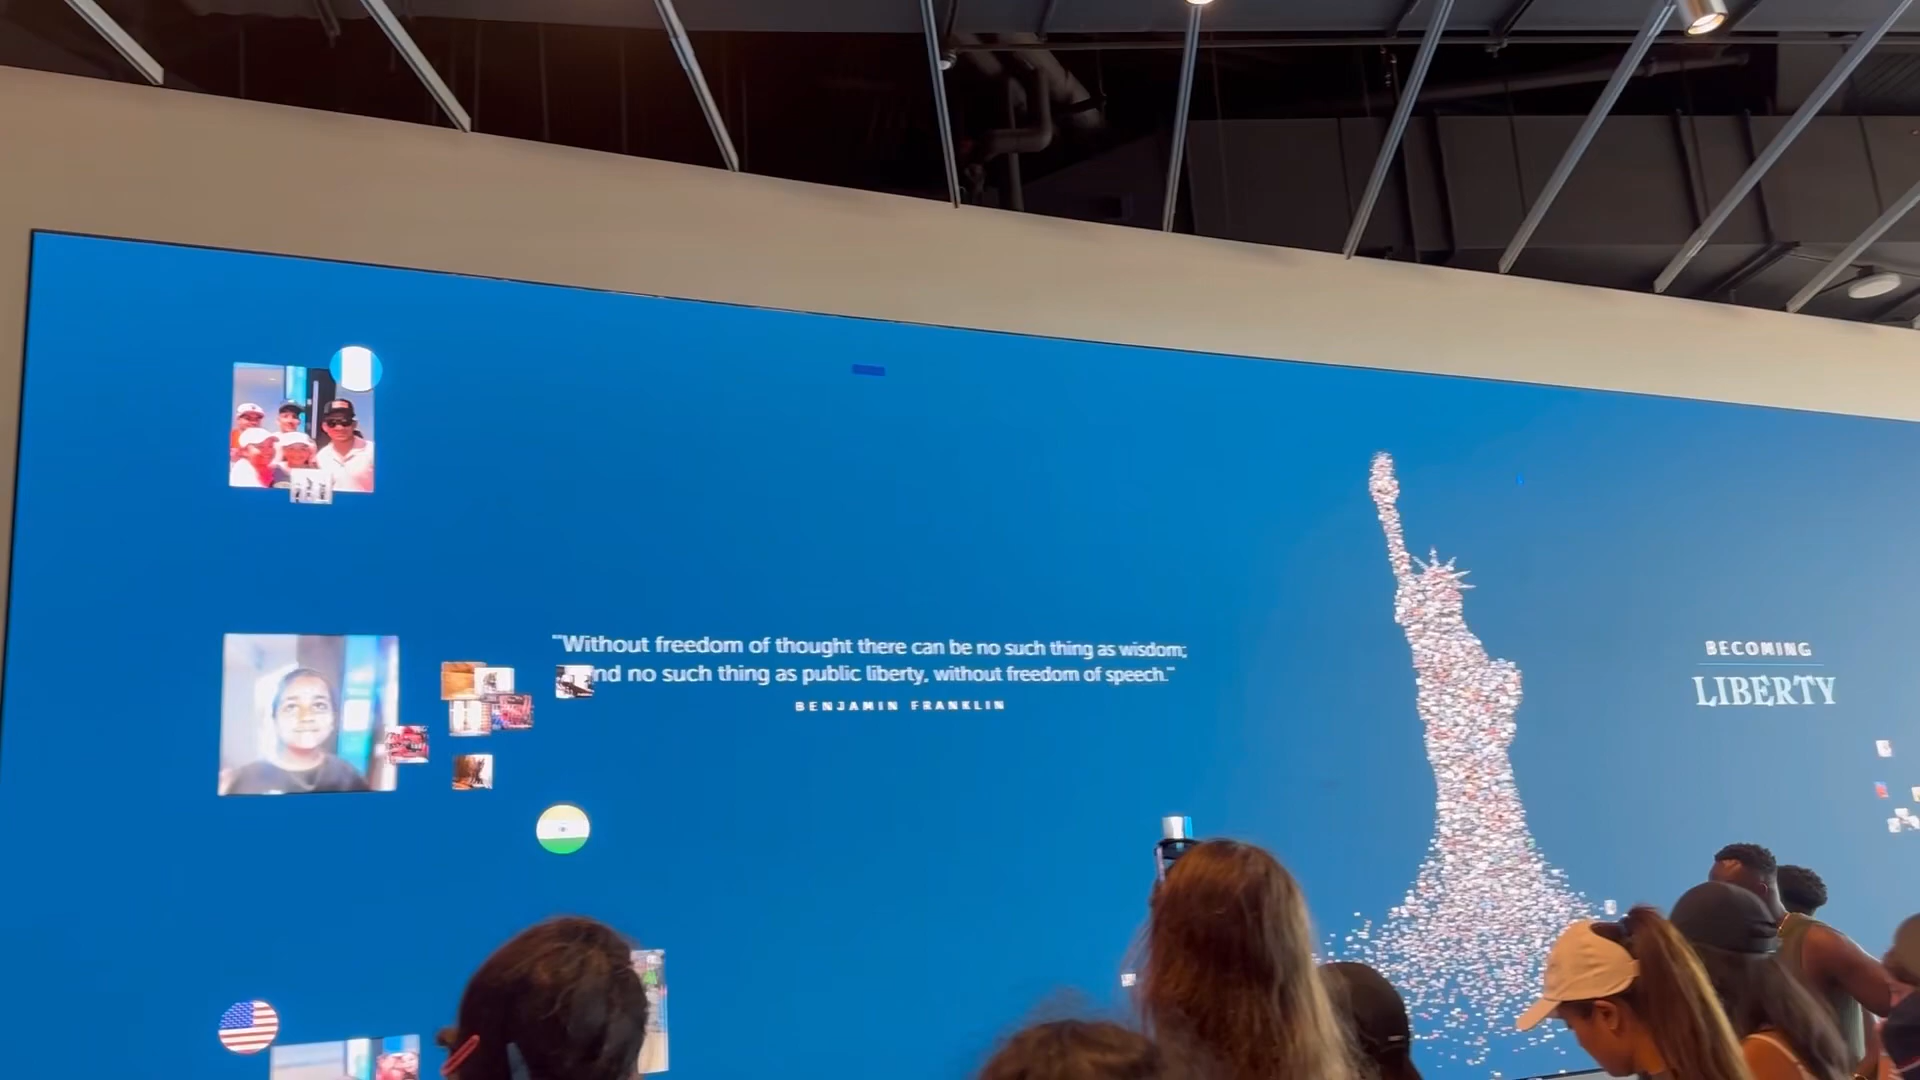 "Without freedom of thought there can be no such thing as wisdom;
nd no such thing as public liberty, without freedom of speech."
BENJAMIN FRANKLIN
BECOMING
LIBERTY